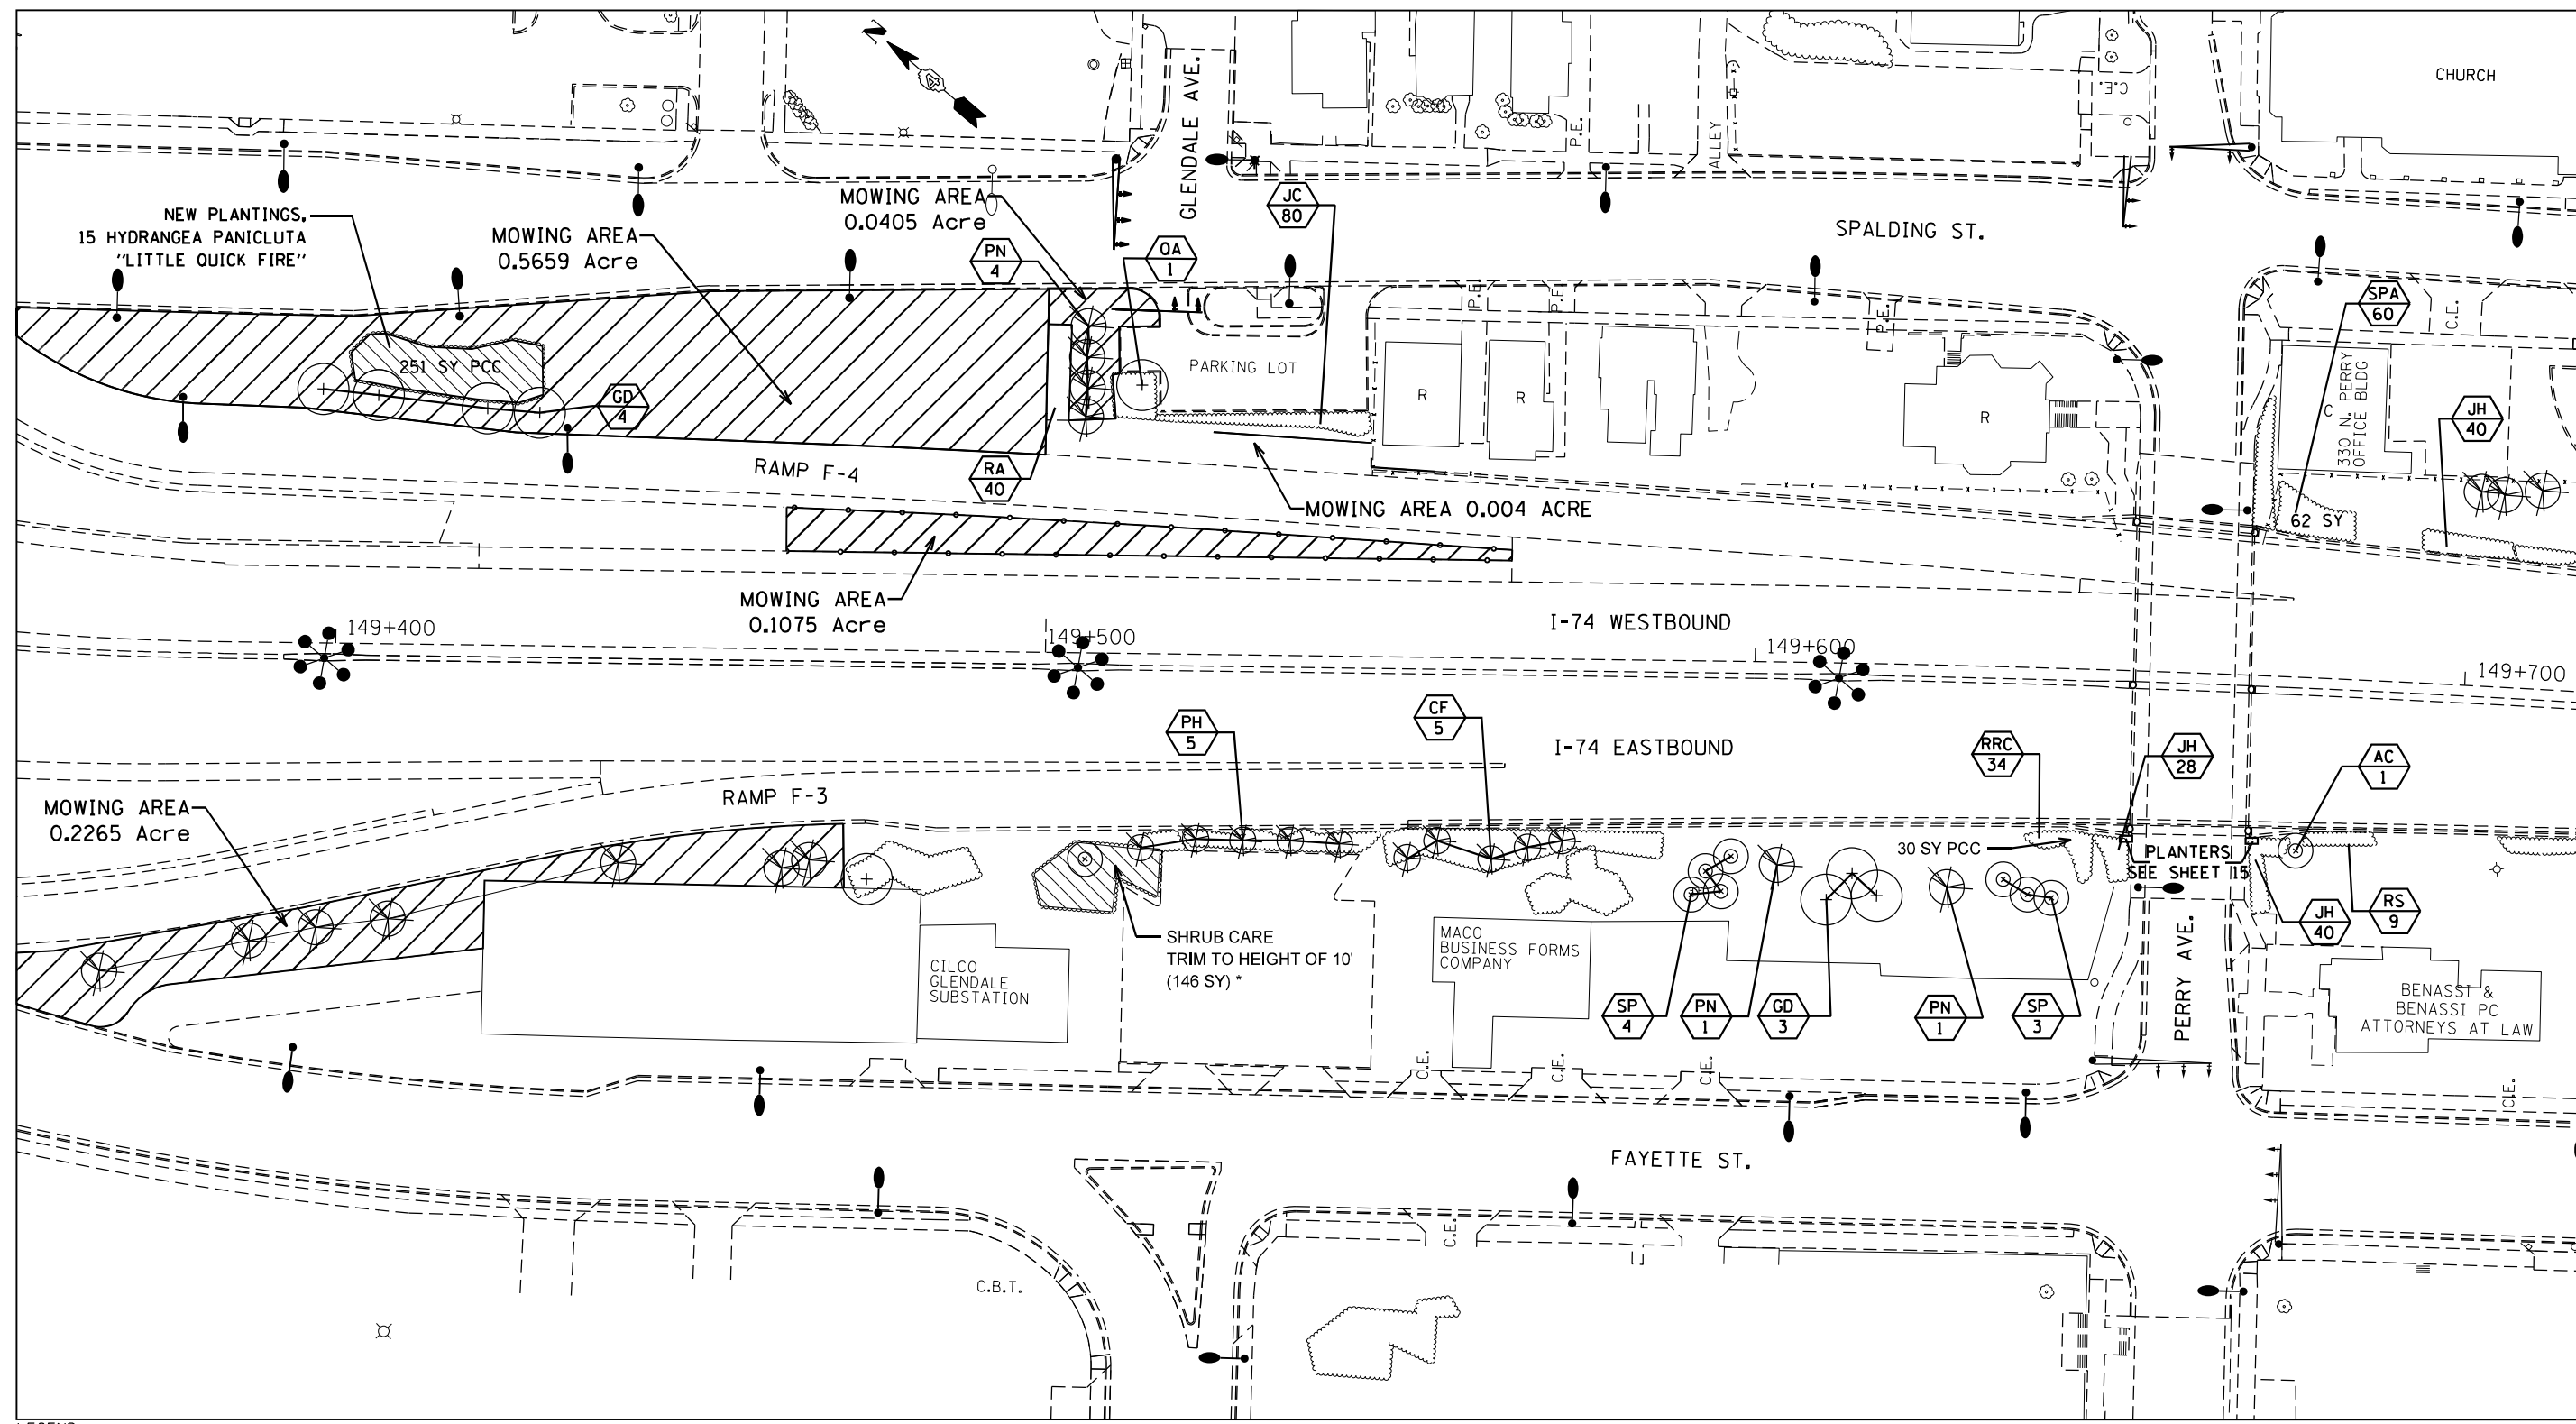 N
4
GLENDALE AVE.
ALLEY
P.E.
C.E.
CHURCH
NEW PLANTINGS,
15 HYDRANGEA PANICLUTA
"LITTLE QUICK FIRE"
MOWING AREA
0.5659 Acre
MOWING AREA
0.0405 Acre
PN
4
QA
1
JC
80
SPALDING ST.
SPA
60
C.E.
P.E.
P.E.
P.E.
251 SY PCC
GD
4
PARKING LOT
R
R
R
C
330 N. PERRY
OFFICE BLDG
JH
40
RAMP F-4
RA
40
MOWING AREA 0.004 ACRE
62 SY
MOWING AREA
0.1075 Acre
I-74 WESTBOUND
149+400
149+500
149+600
149+700
PH
5
CF
5
I-74 EASTBOUND
RRC
34
JH
28
AC
1
MOWING AREA
0.2265 Acre
RAMP F-3
30 SY PCC
PLANTERS
SEE SHEET 15
SHRUB CARE
TRIM TO HEIGHT OF 10'
(146 SY) *
CILCO
GLENDALE
SUBSTATION
MACO
BUSINESS FORMS
COMPANY
SP
4
PN
1
GD
3
PN
1
SP
3
PERRY AVE.
JH
40
RS
9
BENASSI &
BENASSI PC
ATTORNEYS AT LAW
C.E.
C.E.
C.E.
C.E.
FAYETTE ST.
C.E.
C.B.T.